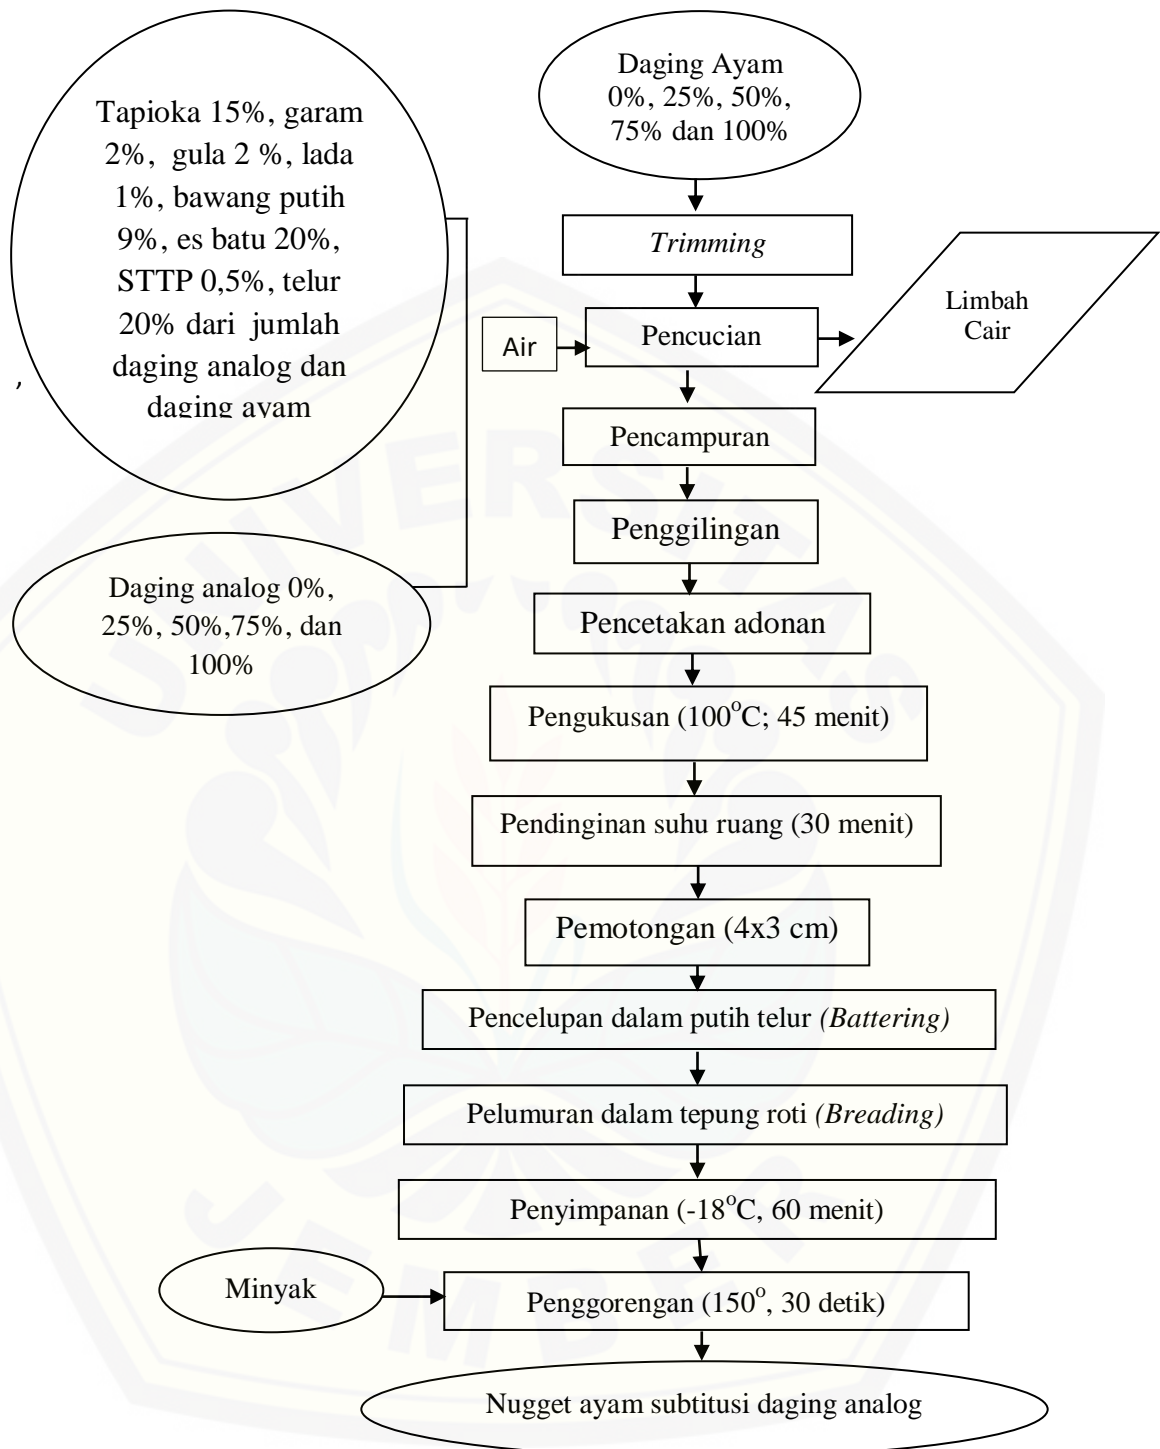 Daging Ayam
0%, 25%, 50%,
75% dan 100%
Tapioka 15%, garam
2%, gula 2 %, lada
1%, bawang putih
9%, es batu 20%,
STTP 0,5%, telur
20% dari jumlah
daging analog dan
daging ayam
,
Trimming
Air
Pencucian
Limbah
Cair
Pencampuran
Penggilingan
Daging analog 0%,
25%, 50%,75%, dan
100%
Pencetakan adonan
Pengukusan (100°C; 45 menit)
Pendinginan suhu ruang (30 menit)
Pemotongan (4x3 cm)
Pencelupan dalam putih telur (Battering)
Pelumuran dalam tepung roti (Breading)
Penyimpanan (-18°C, 60 menit)
Minyak
Penggorengan (150°, 30 detik)
Nugget ayam subtitusi daging analog
UNIVERSITAS
JEMBER